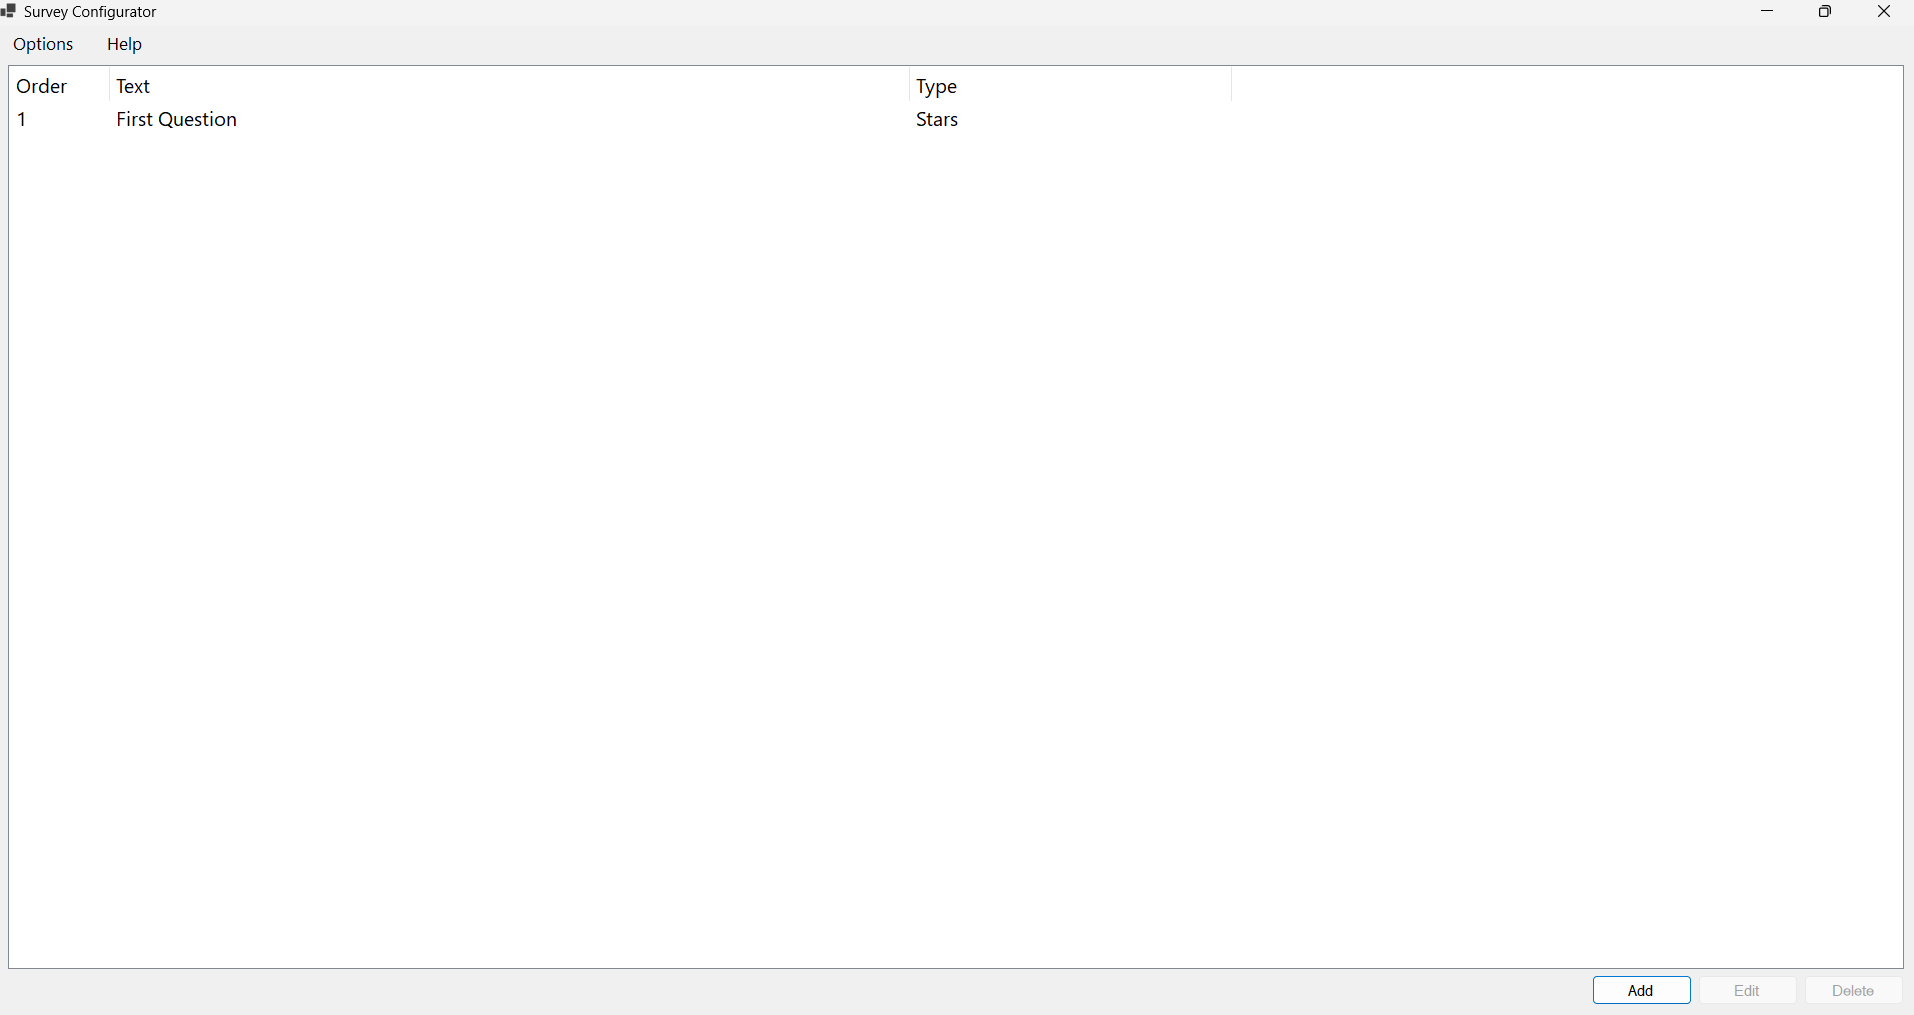 Survey Configurator
Options Help
Order Text Type
1 First Question Stars
Add Edit Delete